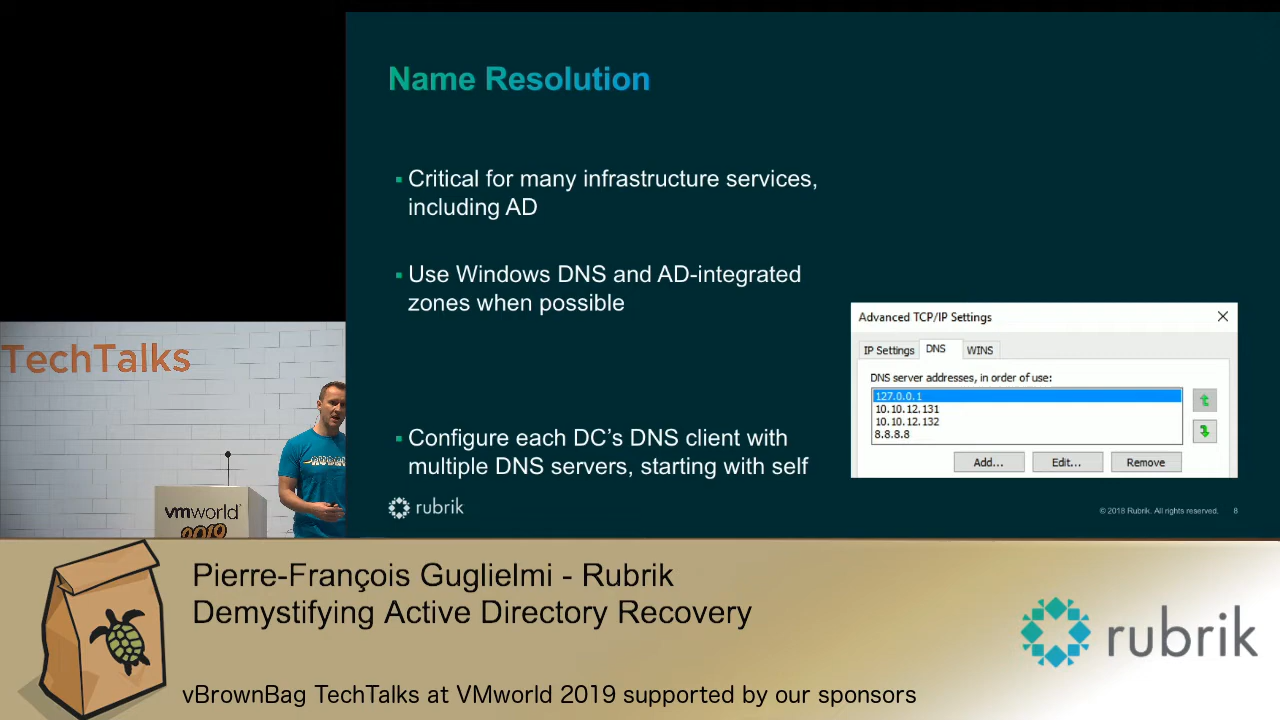 Name Resolution
▪ Critical for many infrastructure services,
including AD
▪ Use Windows DNS and AD-integrated
zones when possible
▪ Configure each DC’s DNS client with
multiple DNS servers, starting with self
Advanced TCP/IP Settings
IP Settings DNS WINS
DNS server addresses, in order of use:
127.0.0.1
10.10.12.131
10.10.12.132
8.8.8.8
Add... Edit... Remove
rubrik
© 2018 Rubrik. All rights reserved. 8
TechTalks
vmworld
2019
Pierre-François Guglielmi - Rubrik
Demystifying Active Directory Recovery
rubrik
vBrownBag TechTalks at VMworld 2019 supported by our sponsors